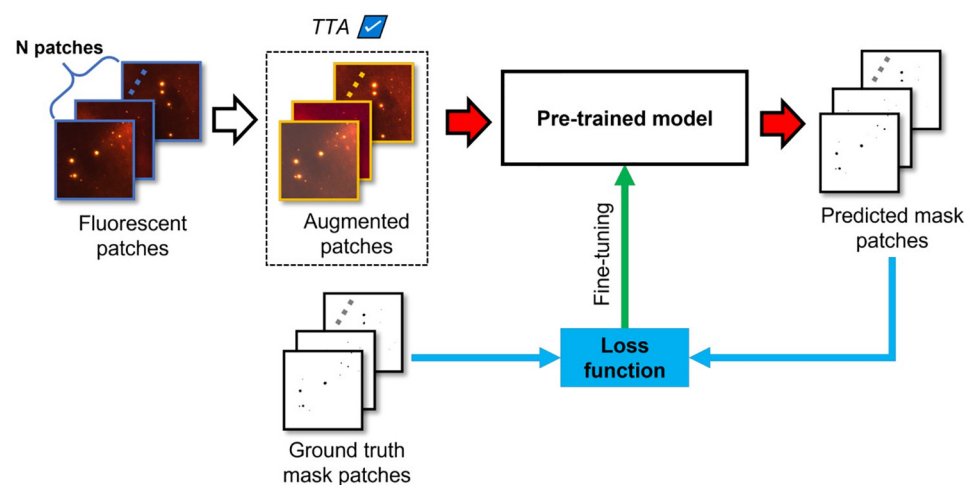 TTA
N patches
Fluorescent
patches
Augmented
patches
Pre-trained model
Predicted mask
patches
Fine-tuning
Loss
function
Ground truth
mask patches